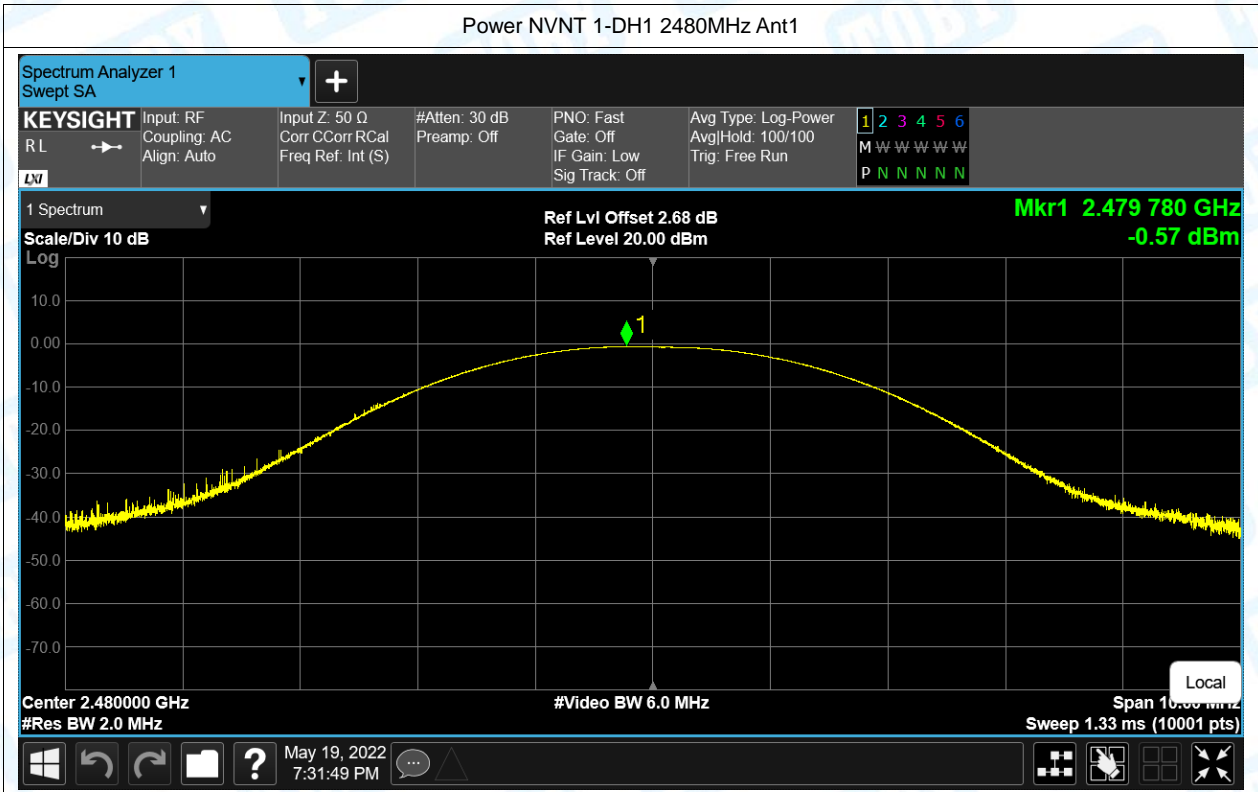 Power NVNT 1-DH1 2480MHz Ant1
Spectrum Analyzer 1
Swept SA
KEYSIGHT
R L
LXI
Input: RF
Coupling: AC
Align: Auto
Input Z: 50 Ω
Corr CCorr RCal
Freq Ref: Int (S)
#Atten: 30 dB
Preamp: Off
PNO: Fast
Gate: Off
IF Gain: Low
Sig Track: Off
Avg Type: Log-Power
Avg|Hold: 100/100
Trig: Free Run
1 2 3 4 5 6
M W W W W W
P N N N N N
1 Spectrum
Scale/Div 10 dB
Log
Ref Lvl Offset 2.68 dB
Ref Level 20.00 dBm
Mkr1 2.479 780 GHz
-0.57 dBm
1
10.0
0.00
-10.0
-20.0
-30.0
-40.0
-50.0
-60.0
-70.0
Local
Center 2.480000 GHz
#Video BW 6.0 MHz
Span 10.00 MHz
#Res BW 2.0 MHz
Sweep 1.33 ms (10001 pts)
?
May 19, 2022
7:31:49 PM